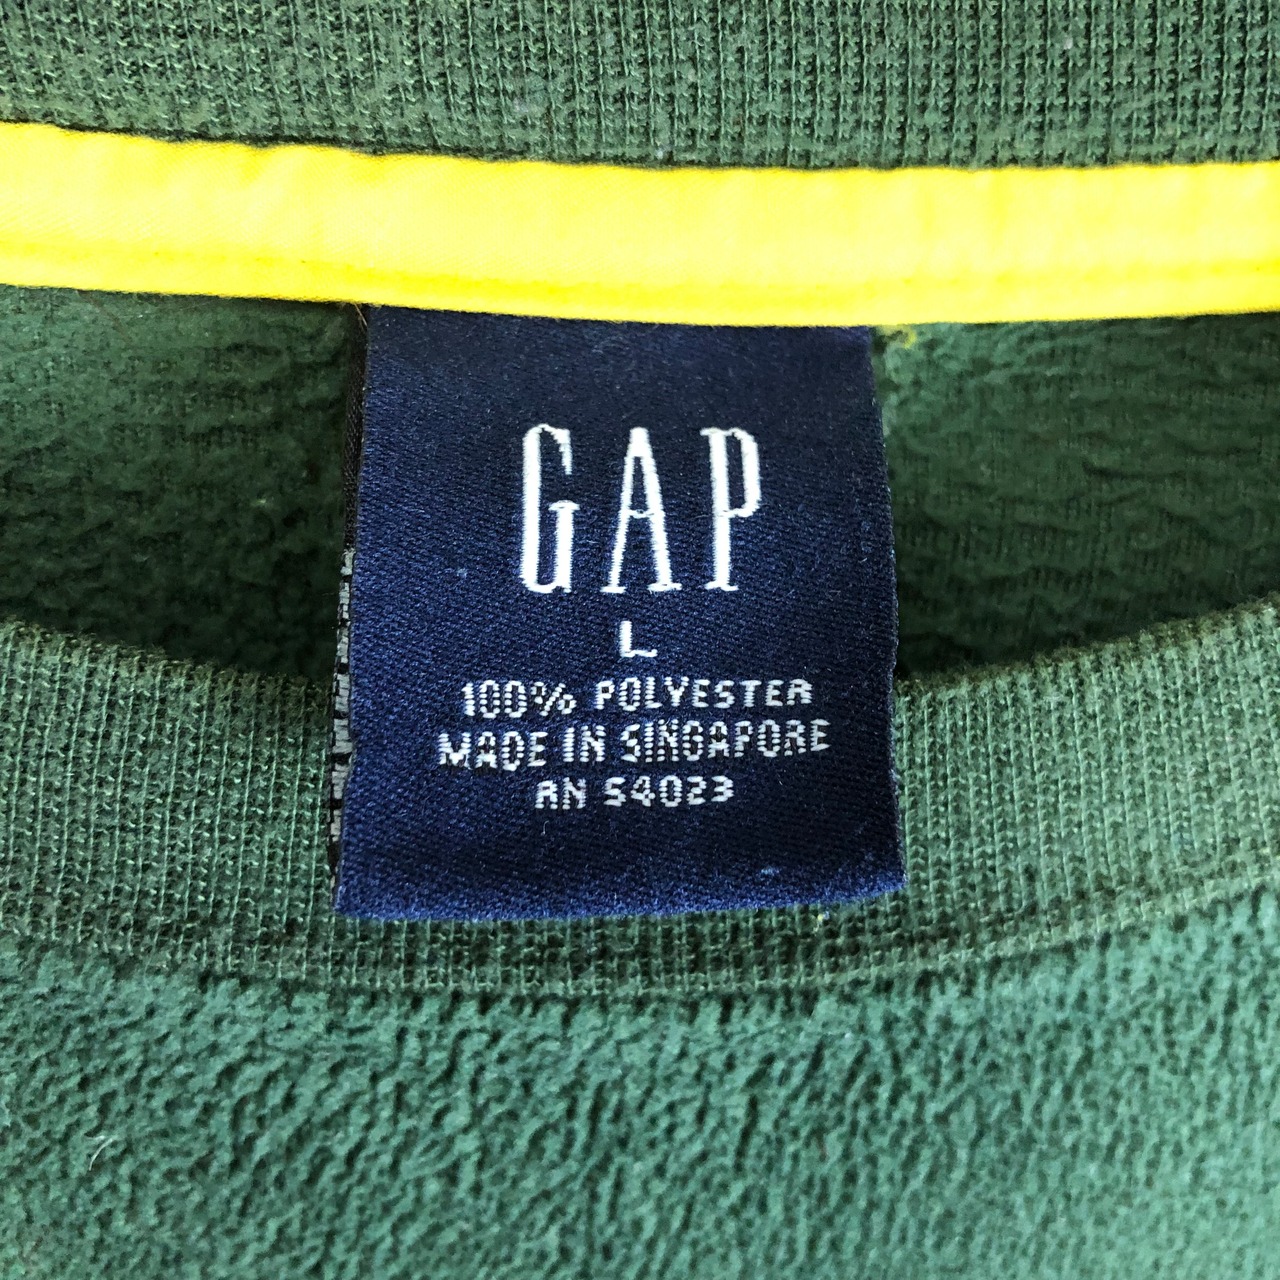 GAP
L
100% POLYESTER
MADE IN SINGAPORE
RN 54023